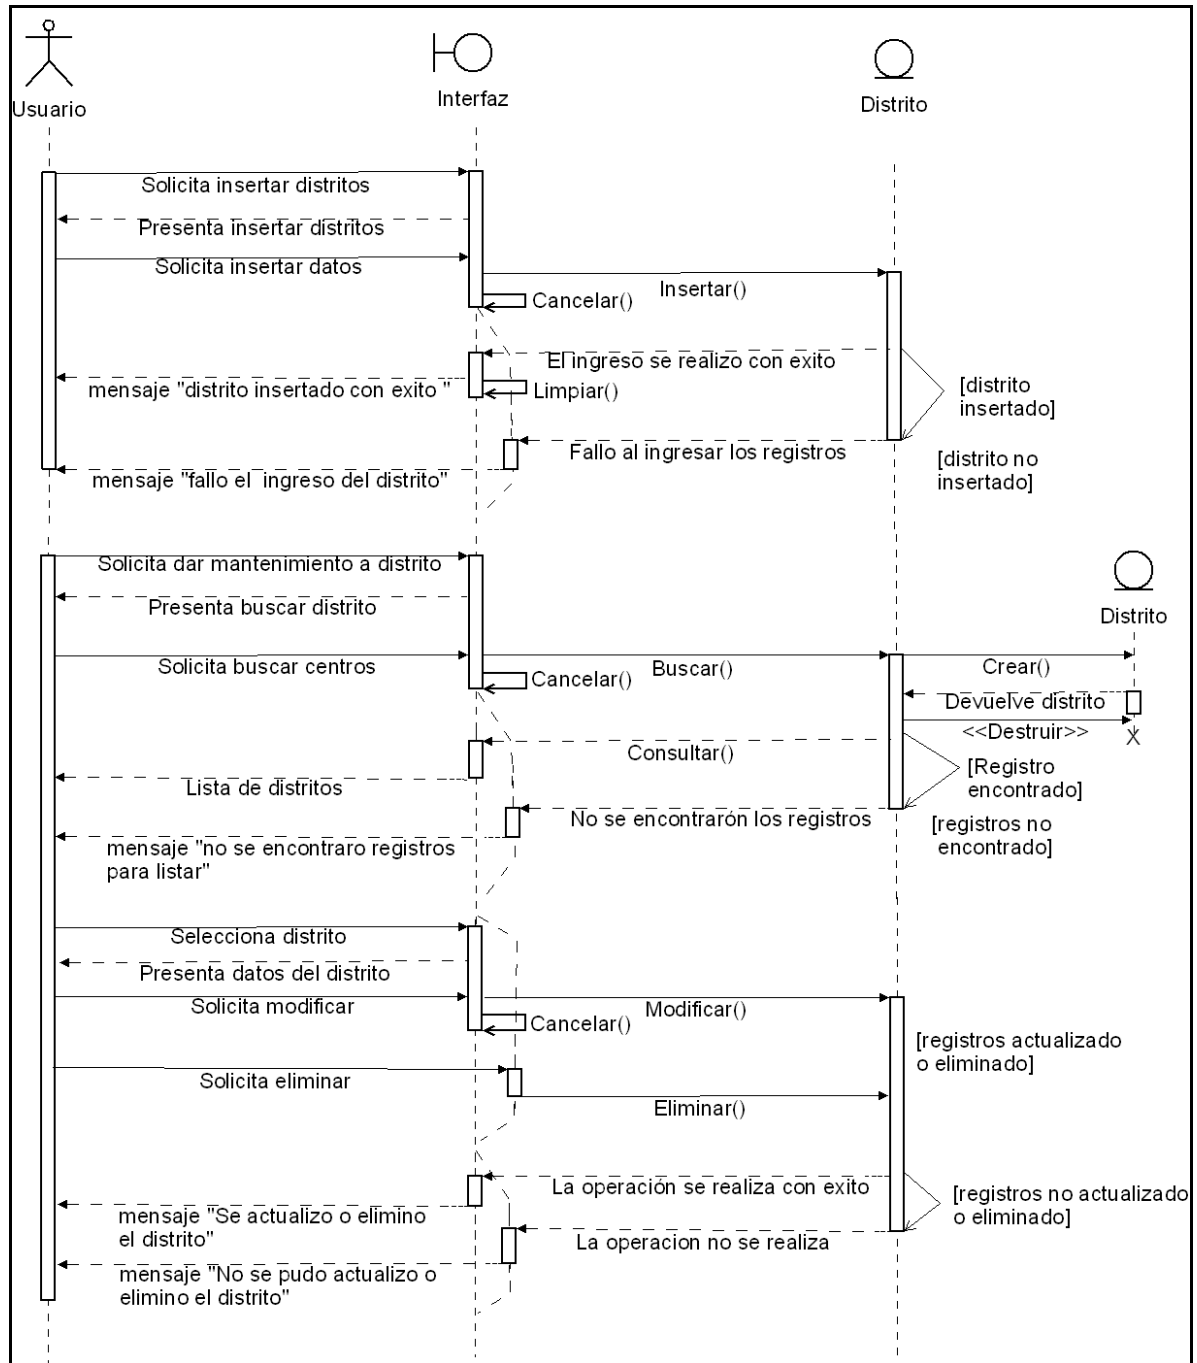 Usuario
Interfaz
Distrito
Solicita insertar distritos
Presenta insertar distritos
Solicita insertar datos
Insertar()
Cancelar()
El ingreso se realizo con exito
mensaje "distrito insertado con exito "
Limpiar()
[distrito
insertado]
Fallo al ingresar los registros
[distrito no
insertado]
mensaje "fallo el  ingreso del distrito"
Solicita dar mantenimiento a distrito
Presenta buscar distrito
Distrito
Solicita buscar centros
Buscar()
Crear()
Cancelar()
Devuelve distrito
<<Destruir>>
X
Consultar()
[Registro
encontrado]
Lista de distritos
No se encontrarón los registros
[registros no
encontrado]
mensaje "no se encontraro registros
para listar"
Selecciona distrito
Presenta datos del distrito
Solicita modificar
Modificar()
Cancelar()
[registros actualizado
o eliminado]
Solicita eliminar
Eliminar()
La operación se realiza con exito
[registros no actualizado
o eliminado]
mensaje "Se actualizo o elimino
el distrito"
La operacion no se realiza
mensaje "No se pudo actualizo o
elimino el distrito"